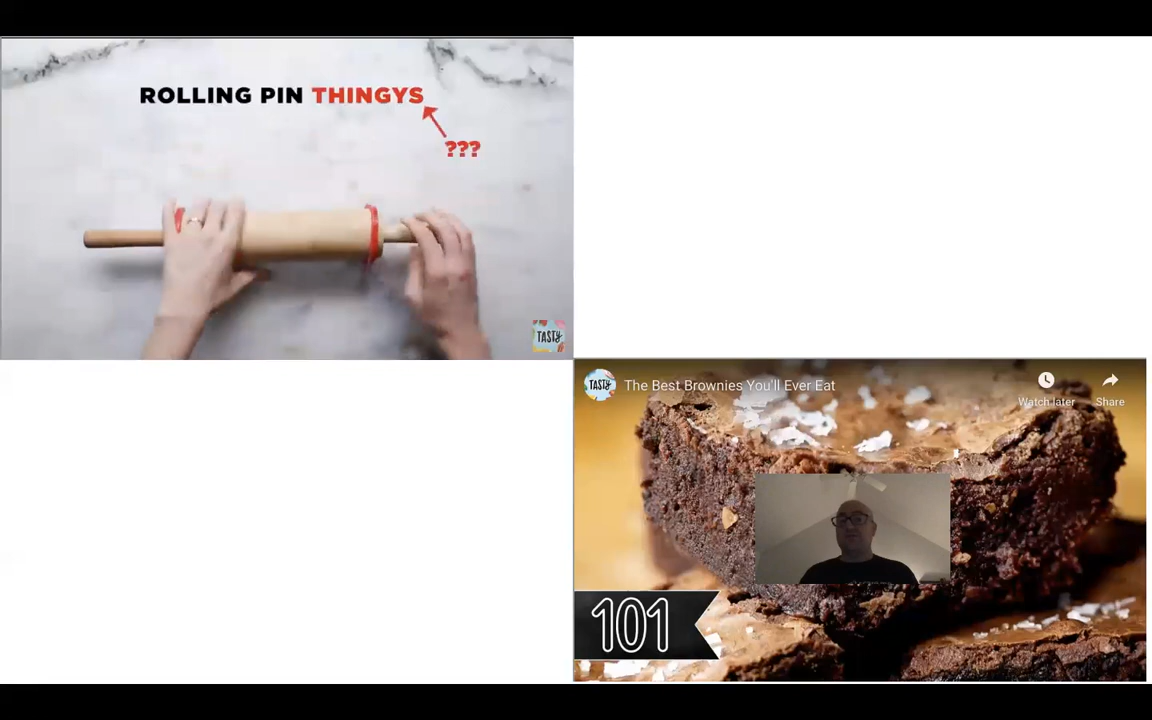 ROLLING PIN THINGYS
???
TASTY
TASTY
The Best Brownies You'll Ever Eat
Watch later
Share
101